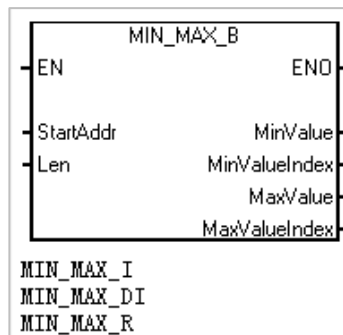 MIN_MAX_B
EN ENO
StartAddr MinValue
Len MinValueIndex
MaxValue
MaxValueIndex
MIN_MAX_I
MIN_MAX_DI
MIN_MAX_R